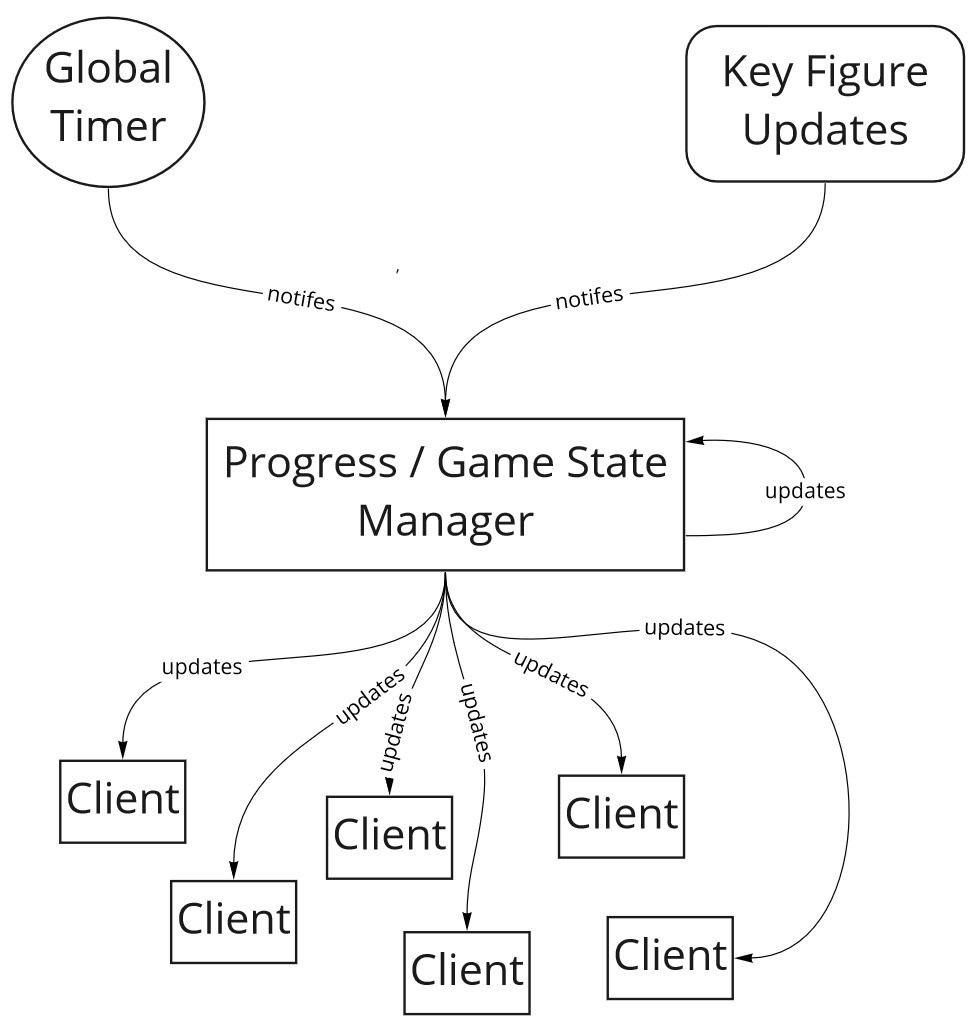 Global
Timer
Key Figure
Updates
notifes
notifes
Progress / Game State
Manager
updates
updates
updates
updates
updates
updates
updates
Client
Client
Client
Client
Client
Client